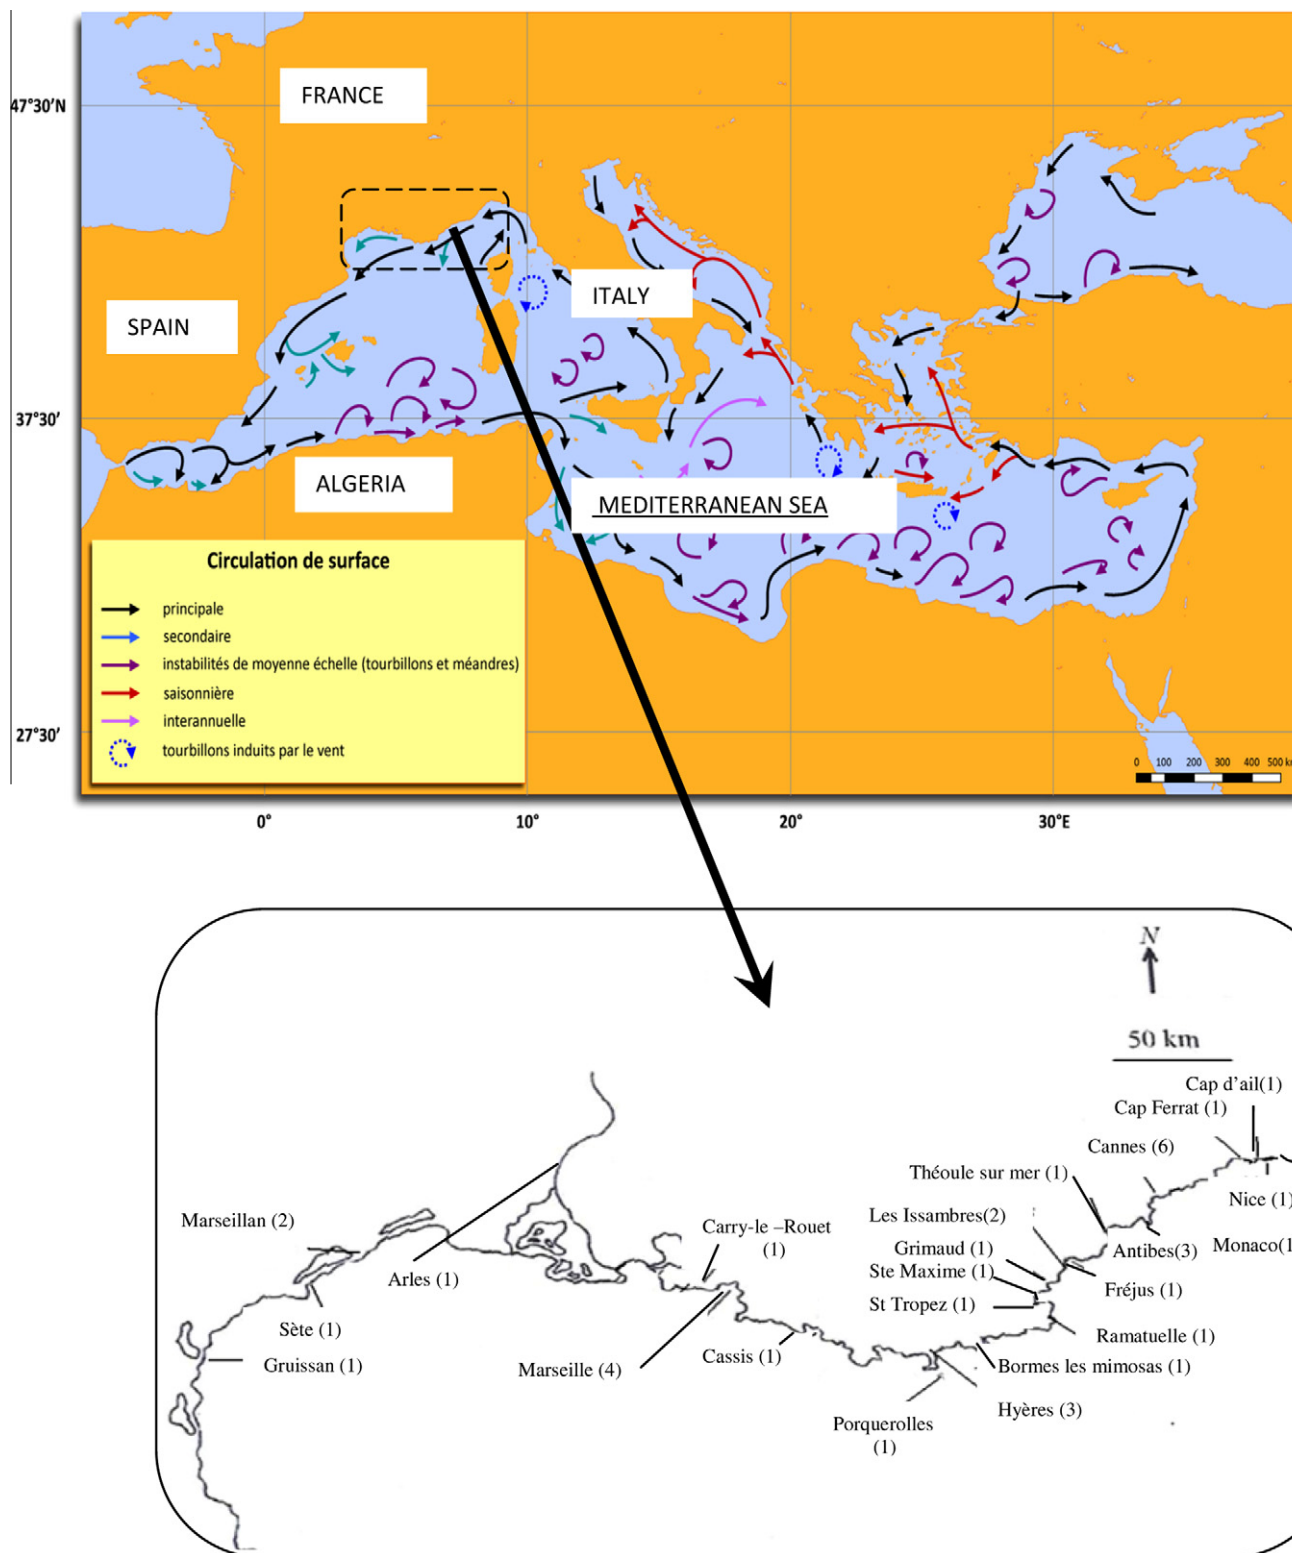 FRANCE
47°30'N
ITALY
SPAIN
37°30'
ALGERIA
MEDITERRANEAN SEA
Circulation de surface
principale
secondaire
instabilités de moyenne échelle (tourbillons et méandres)
saisonnière
interannuelle
tourbillons induits par le vent
27°30'
0 100 200 300 400 500 k
0° 10° 20° 30°E
N
50 km
Cap d'ail(1)
Cap Ferrat (1)
Cannes (6)
Théoule sur mer (1)
Nice (1)
Les Issambres(2)
Marseillan (2)
Carry-le –Rouet
(1)
Grimaud (1)
Antibes(3)
Monaco(1
Arles (1)
Ste Maxime (1)
Fréjus (1)
St Tropez (1)
Sète (1)
Ramatuelle (1)
Gruissan (1)
Marseille (4)
Cassis (1)
Bormes les mimosas (1)
Hyères (3)
Porquerolles
(1)